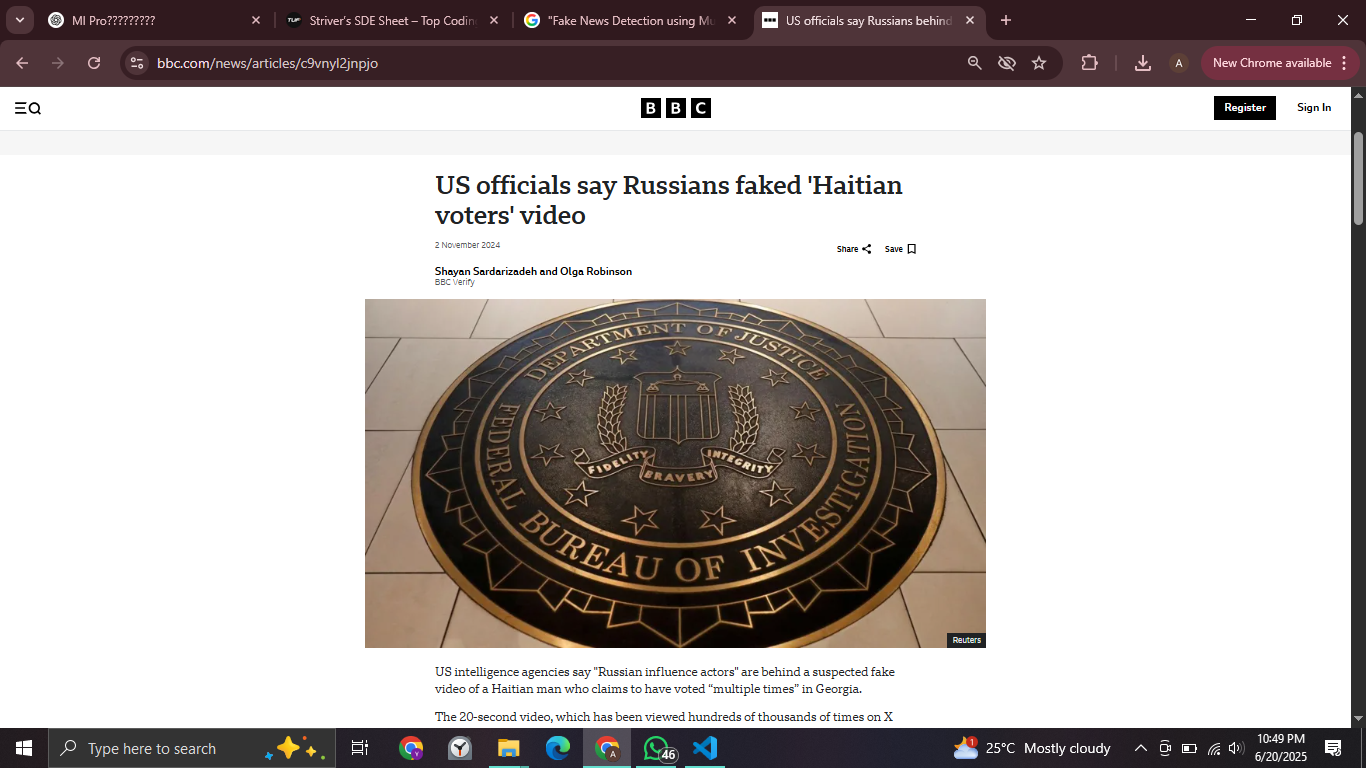 MI Pro?????????
Striver's SDE Sheet – Top Codin
"Fake News Detection using Mu
US officials say Russians behind
bbc.com/news/articles/c9vnyl2jnpjo
A
New Chrome available
BBC
Register
Sign In
US officials say Russians faked 'Haitian
voters' video
2 November 2024
Share
Save
Shayan Sardarizadeh and Olga Robinson
BBC Verify
DEPARTMENT OF JUSTICE
FIDELITY BRAVERY INTEGRITY
FEDERAL BUREAU OF INVESTIGATION
Reuters
US intelligence agencies say "Russian influence actors" are behind a suspected fake
video of a Haitian man who claims to have voted “multiple times” in Georgia.
The 20-second video, which has been viewed hundreds of thousands of times on X
Type here to search
46
1
25°C Mostly cloudy
10:49 PM
6/20/2025